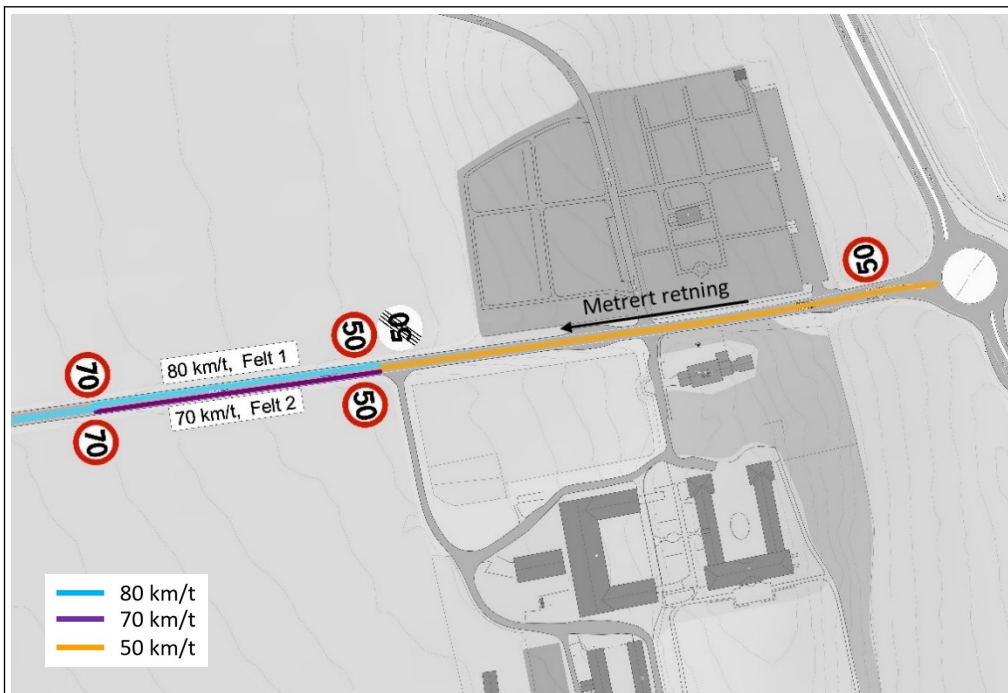 50
Metrert retning
50
50
80 km/t, Felt 1
70
70 km/t, Felt 2
50
70
80 km/t
70 km/t
50 km/t